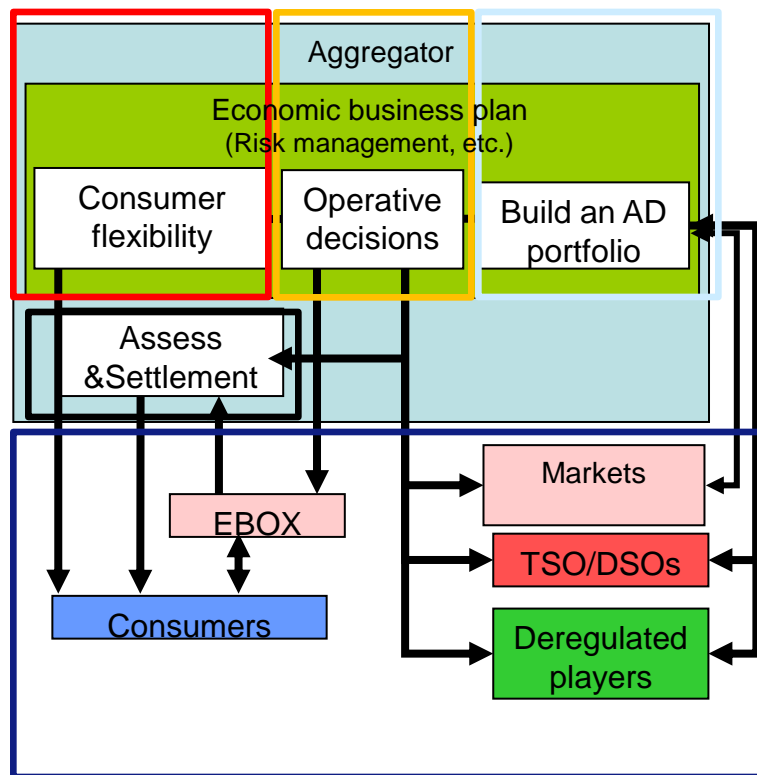 Aggregator
Economic business plan
(Risk management, etc.)
Consumer
flexibility
Operative
decisions
Build an AD
portfolio
Assess
&Settlement
Markets
EBOX
TSO/DSOs
Consumers
Deregulated
players